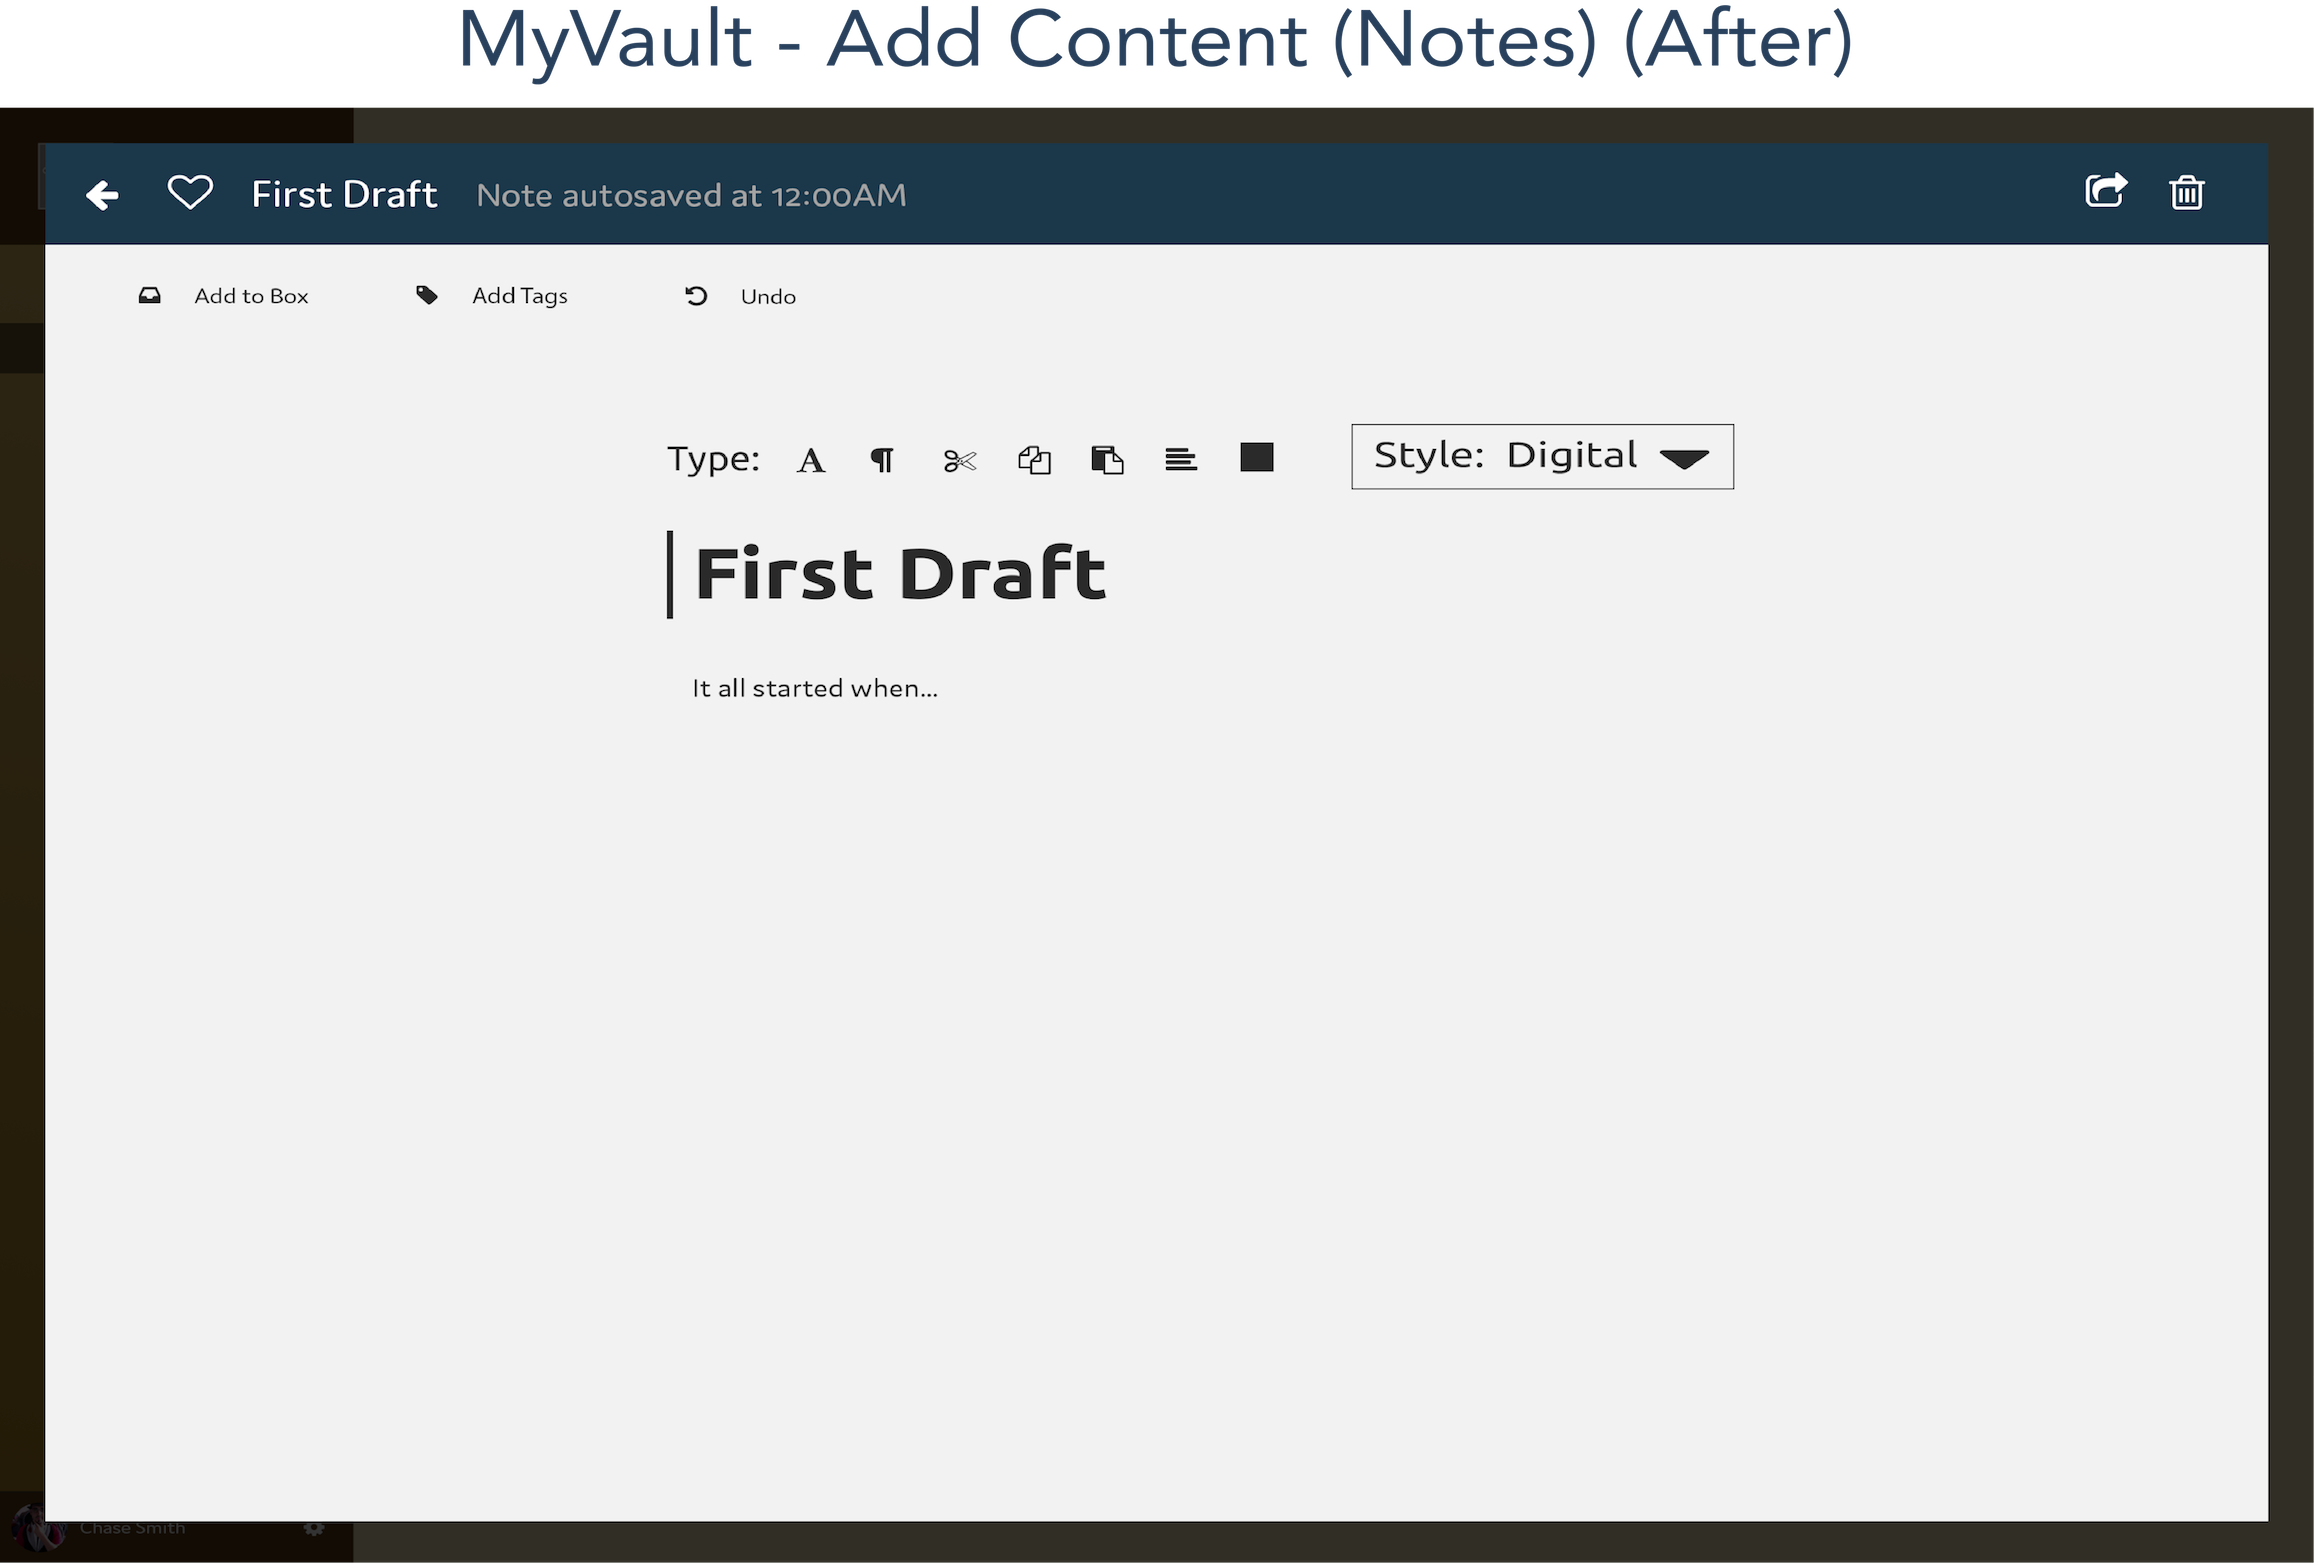 MyVault - Add Content (Notes) (After)
First Draft Note autosaved at 12:00AM
Add to Box Add Tags Undo
Type: A ¶ Style: Digital
First Draft
It all started when...
Chase Smith